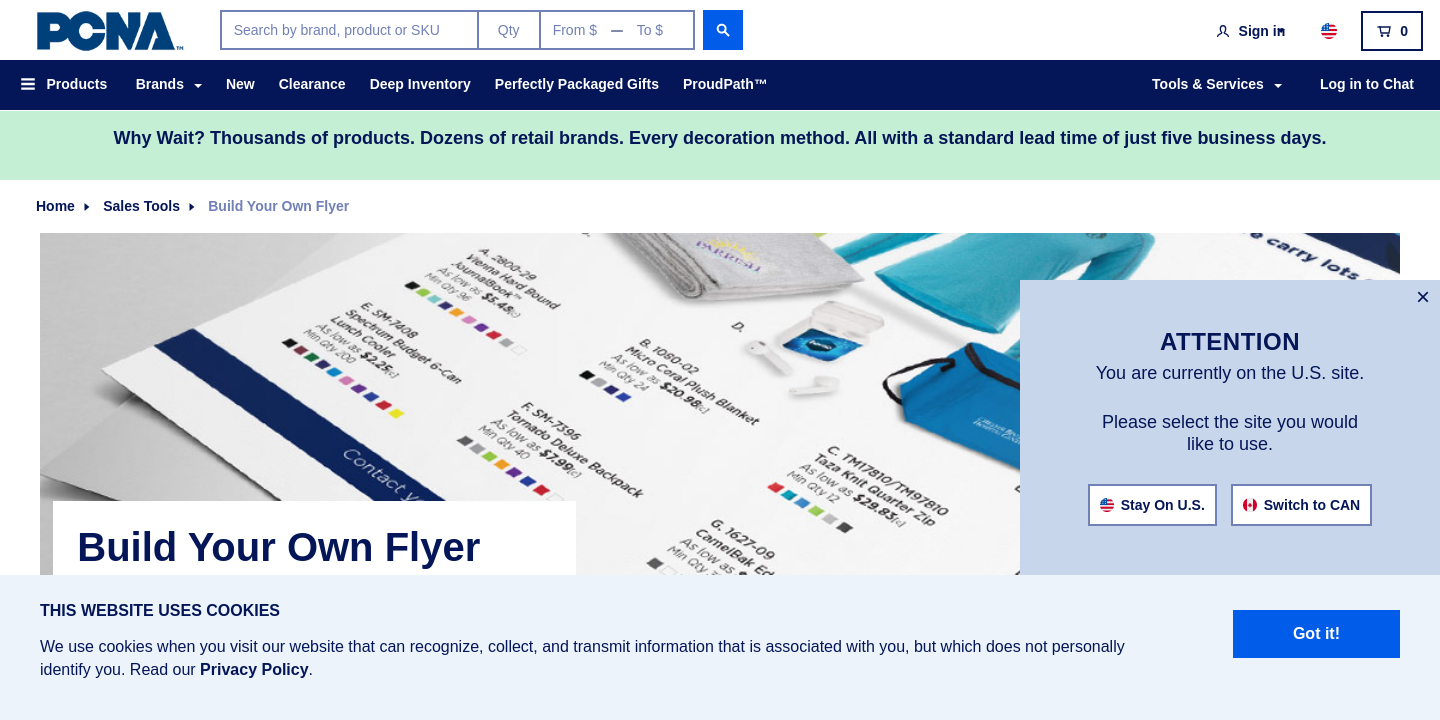 PCNA™
Search by brand, product or SKU
Qty
From $ — To $
Sign in
0
Products
Brands
New
Clearance
Deep Inventory
Perfectly Packaged Gifts
ProudPath™
Tools & Services
Log in to Chat
Why Wait? Thousands of products. Dozens of retail brands. Every decoration method. All with a standard lead time of just five business days.
Home
Sales Tools
Build Your Own Flyer
A. 2800-29
Vienna Hard Bound
JournalBook™
As low as $5.48(c)
Min Qty 96
E. SM-7408
Spectrum Budget 6-Can
Lunch Cooler
As low as $2.25(c)
Min Qty 200
D.
B. 1080-02
Micro Coral Plush Blanket
As low as $20.98(c)
Min Qty 24
F. SM-7396
Tornado Deluxe Backpack
As low as $7.99(c)
Min Qty 40
C. TM17810/TM97810
Taza Knit Quarter Zip
As low as $29.83(c)
Min Qty 12
G. 1627-09
CamelBak Ed
As low as
Min Qty
Contact y
e carry lots
Build Your Own Flyer
×
ATTENTION
You are currently on the U.S. site.
Please select the site you would
like to use.
Stay On U.S.
Switch to CAN
THIS WEBSITE USES COOKIES
We use cookies when you visit our website that can recognize, collect, and transmit information that is associated with you, but which does not personally
identify you. Read our Privacy Policy.
Got it!